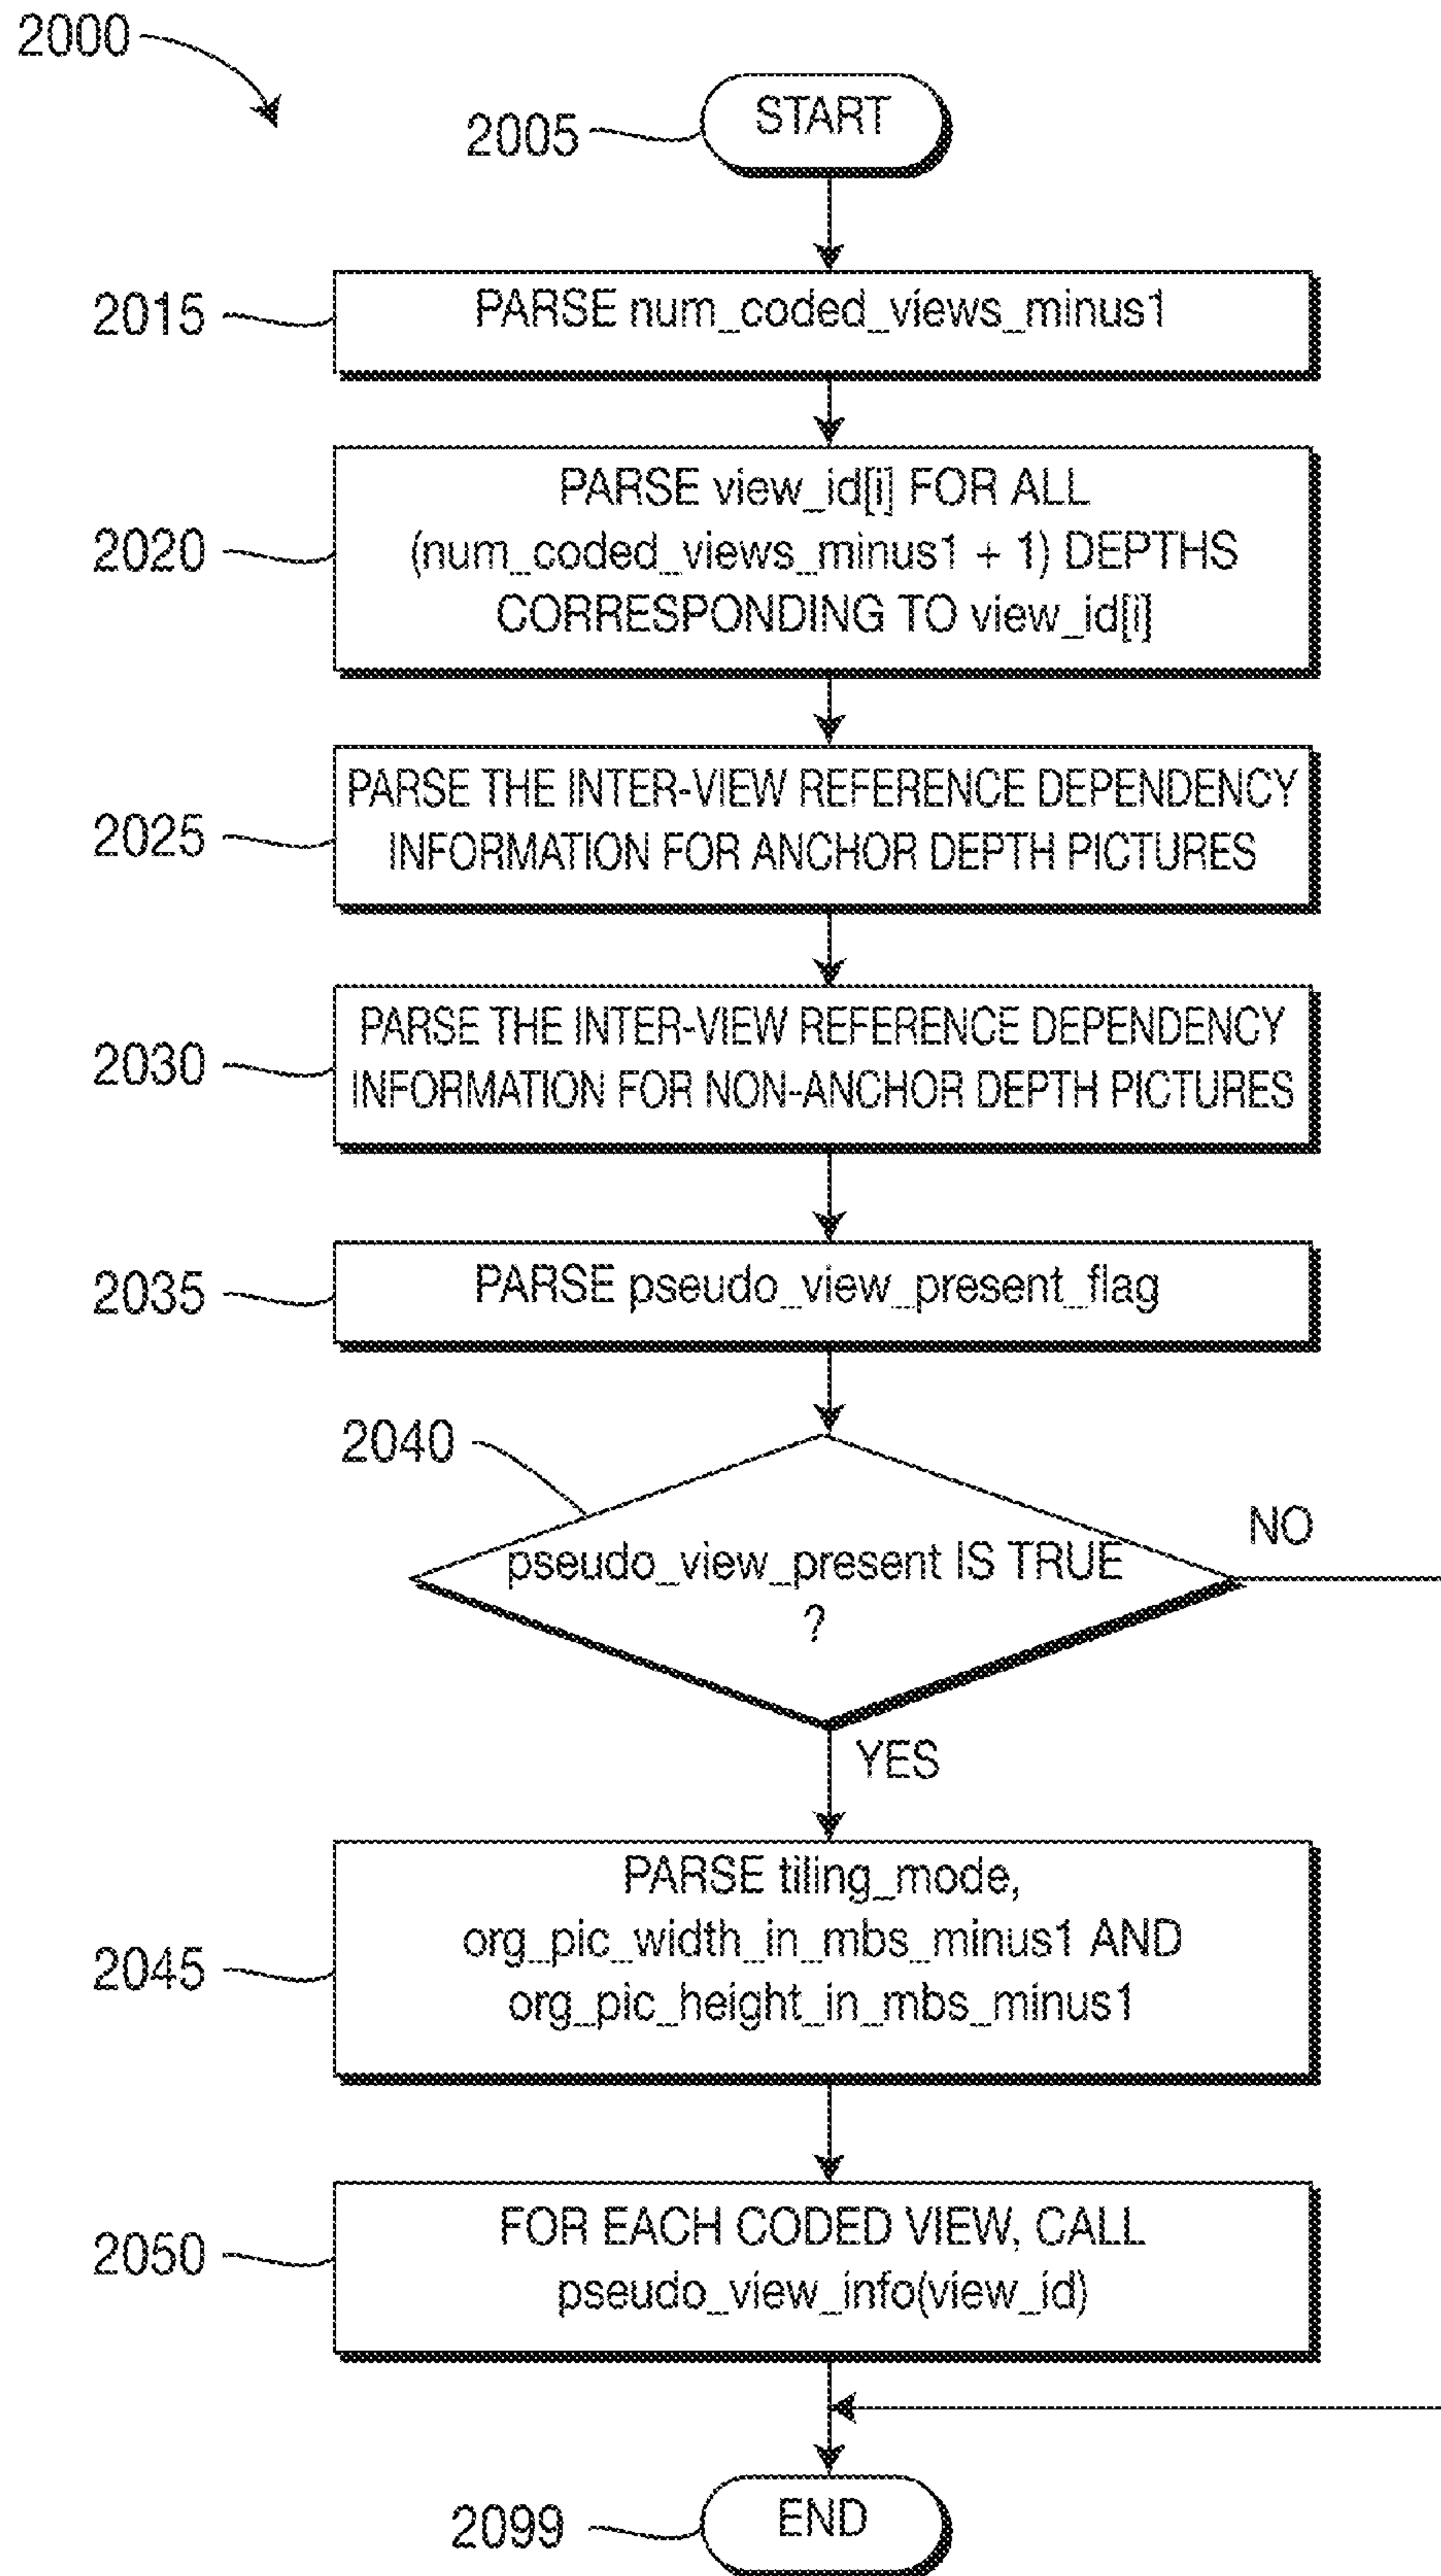 2000
START
2005
PARSE num_coded_views_minus1
2015
PARSE view_id[i] FOR ALL
(num_coded_views_minus1 + 1) DEPTHS
CORRESPONDING TO view_id[i]
2020
PARSE THE INTER-VIEW REFERENCE DEPENDENCY
INFORMATION FOR ANCHOR DEPTH PICTURES
2025
PARSE THE INTER-VIEW REFERENCE DEPENDENCY
INFORMATION FOR NON-ANCHOR DEPTH PICTURES
2030
PARSE pseudo_view_present_flag
2035
2040
pseudo_view_present IS TRUE
?
NO
YES
PARSE tiling_mode,
org_pic_width_in_mbs_minus1 AND
org_pic_height_in_mbs_minus1
2045
FOR EACH CODED VIEW, CALL
pseudo_view_info(view_id)
2050
END
2099